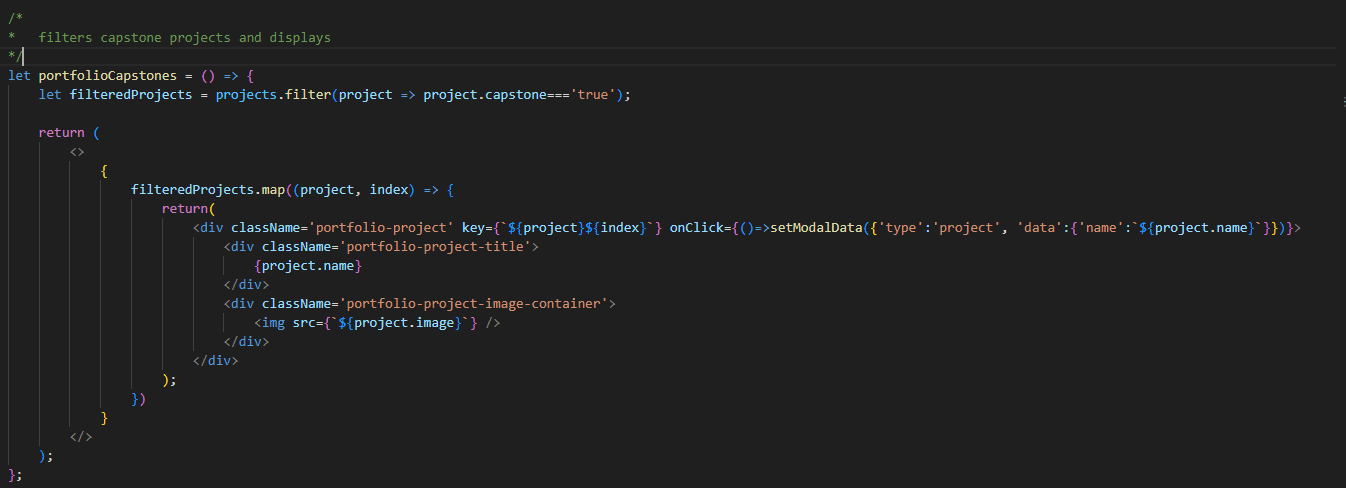 /*
*   filters capstone projects and displays
*/
let portfolioCapstones = () => {
    let filteredProjects = projects.filter(project => project.capstone==='true');

    return (
        <>
            {
                filteredProjects.map((project, index) => {
                    return(
                        <div className='portfolio-project' key={`${project}${index}`} onClick={()=>setModalData({'type':'project', 'data':{'name':`${project.name}`}})}>
                            <div className='portfolio-project-title'>
                                {project.name}
                            </div>
                            <div className='portfolio-project-image-container'>
                                <img src={`${project.image}`} />
                            </div>
                        </div>
                    );
                })
            }
        </>
    );
};